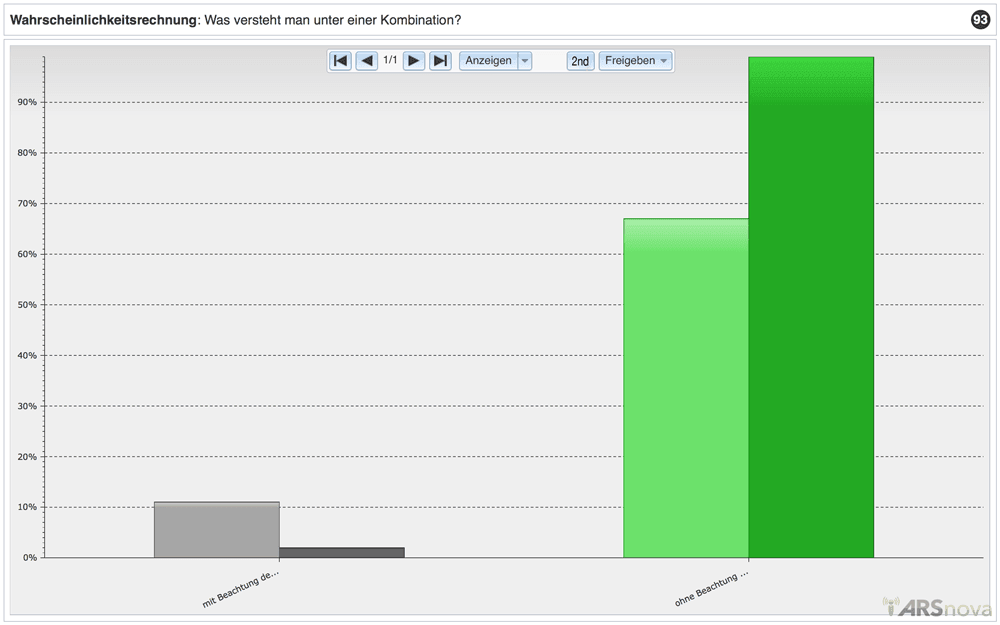 Wahrscheinlichkeitsrechnung: Was versteht man unter einer Kombination?
93
1/1 Anzeigen 2nd Freigeben
90%
80%
70%
60%
50%
40%
30%
20%
10%
0%
mit Beachtung de...
ohne Beachtung ...
ARSnova